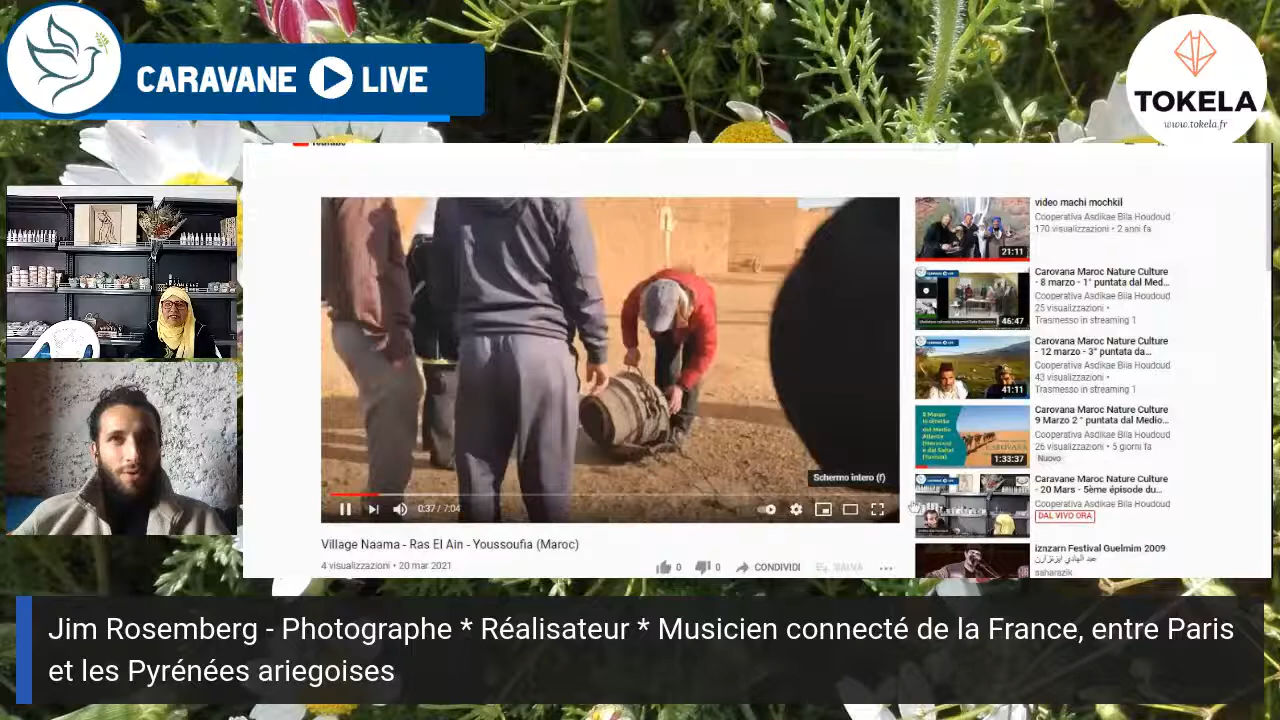 CARAVANE LIVE
TOKELA
www.tokela.fr
Schermo intero (f)
0:37 / 7:04
Village Naama - Ras El Ain - Youssoufia (Maroc)
4 visualizzazioni • 20 mar 2021
0
0
CONDIVIDI
SALVA
video machi mochkil
Cooperativa Asdikae Bila Houdoud
170 visualizzazioni • 2 anni fa
21:11
Carovana Maroc Nature Culture
- 8 marzo - 1° puntata dal Med...
Cooperativa Asdikae Bila Houdoud
25 visualizzazioni •
Trasmesso in streaming 1
46:47
Carovana Maroc Nature Culture
- 12 marzo - 3° puntata da...
Cooperativa Asdikae Bila Houdoud
43 visualizzazioni •
Trasmesso in streaming 1
41:11
Carovana Maroc Nature Culture
9 Marzo 2 ° puntata dal Medio...
Cooperativa Asdikae Bila Houdoud
26 visualizzazioni • 5 giorni fa
Nuovo
1:33:37
Carovana Maroc Nature Culture
- 20 Mars - 5ème épisode du...
Cooperativa Asdikae Bila Houdoud
DAL VIVO ORA
iznzarn Festival Guelmim 2009
عبد الهادي ايزنزارن
saharazik
Jim Rosemberg - Photographe * Réalisateur * Musicien connecté de la France, entre Paris
et les Pyrénées ariegoises